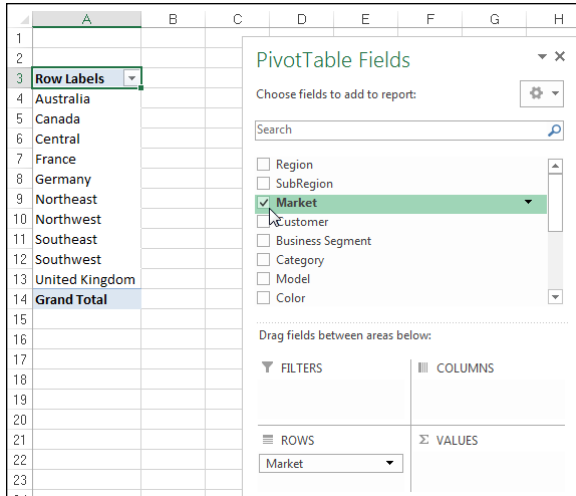 A B C D E F G H
1
2
3 Row Labels
4 Australia
5 Canada
6 Central
7 France
8 Germany
9 Northeast
10 Northwest
11 Southeast
12 Southwest
13 United Kingdom
14 Grand Total
15
16
17
18
19
20
21
22
23
PivotTable Fields
Choose fields to add to report:
Search
Region
SubRegion
Market
Customer
Business Segment
Category
Model
Color
Drag fields between areas below:
FILTERS
COLUMNS
ROWS
Σ VALUES
Market